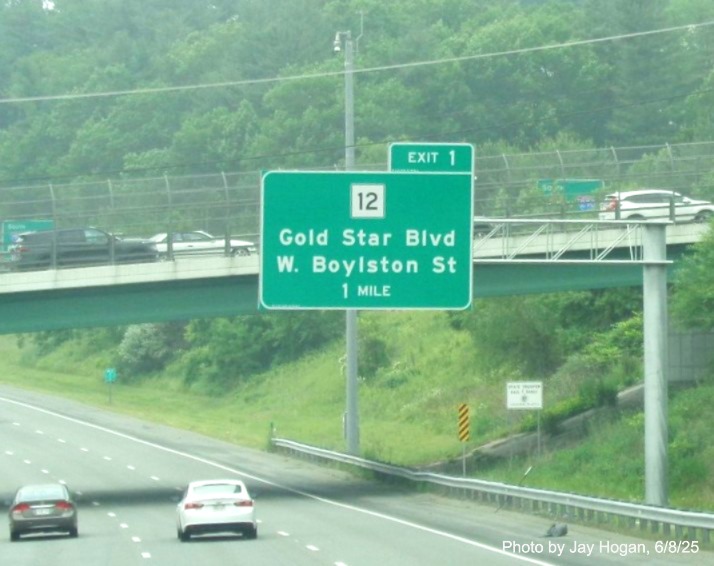 EXIT 1
12
Gold Star Blvd
W. Boylston St
1 MILE
Photo by Jay Hogan, 6/8/25